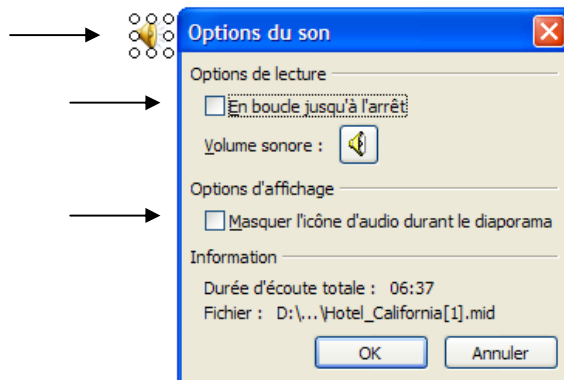 Options du son
Options de lecture
En boucle jusqu'à l'arrêt
Volume sonore :
Options d'affichage
Masquer l'icône d'audio durant le diaporama
Information
Durée d'écoute totale : 06:37
Fichier : D:\...\Hotel_California[1].mid
OK Annuler